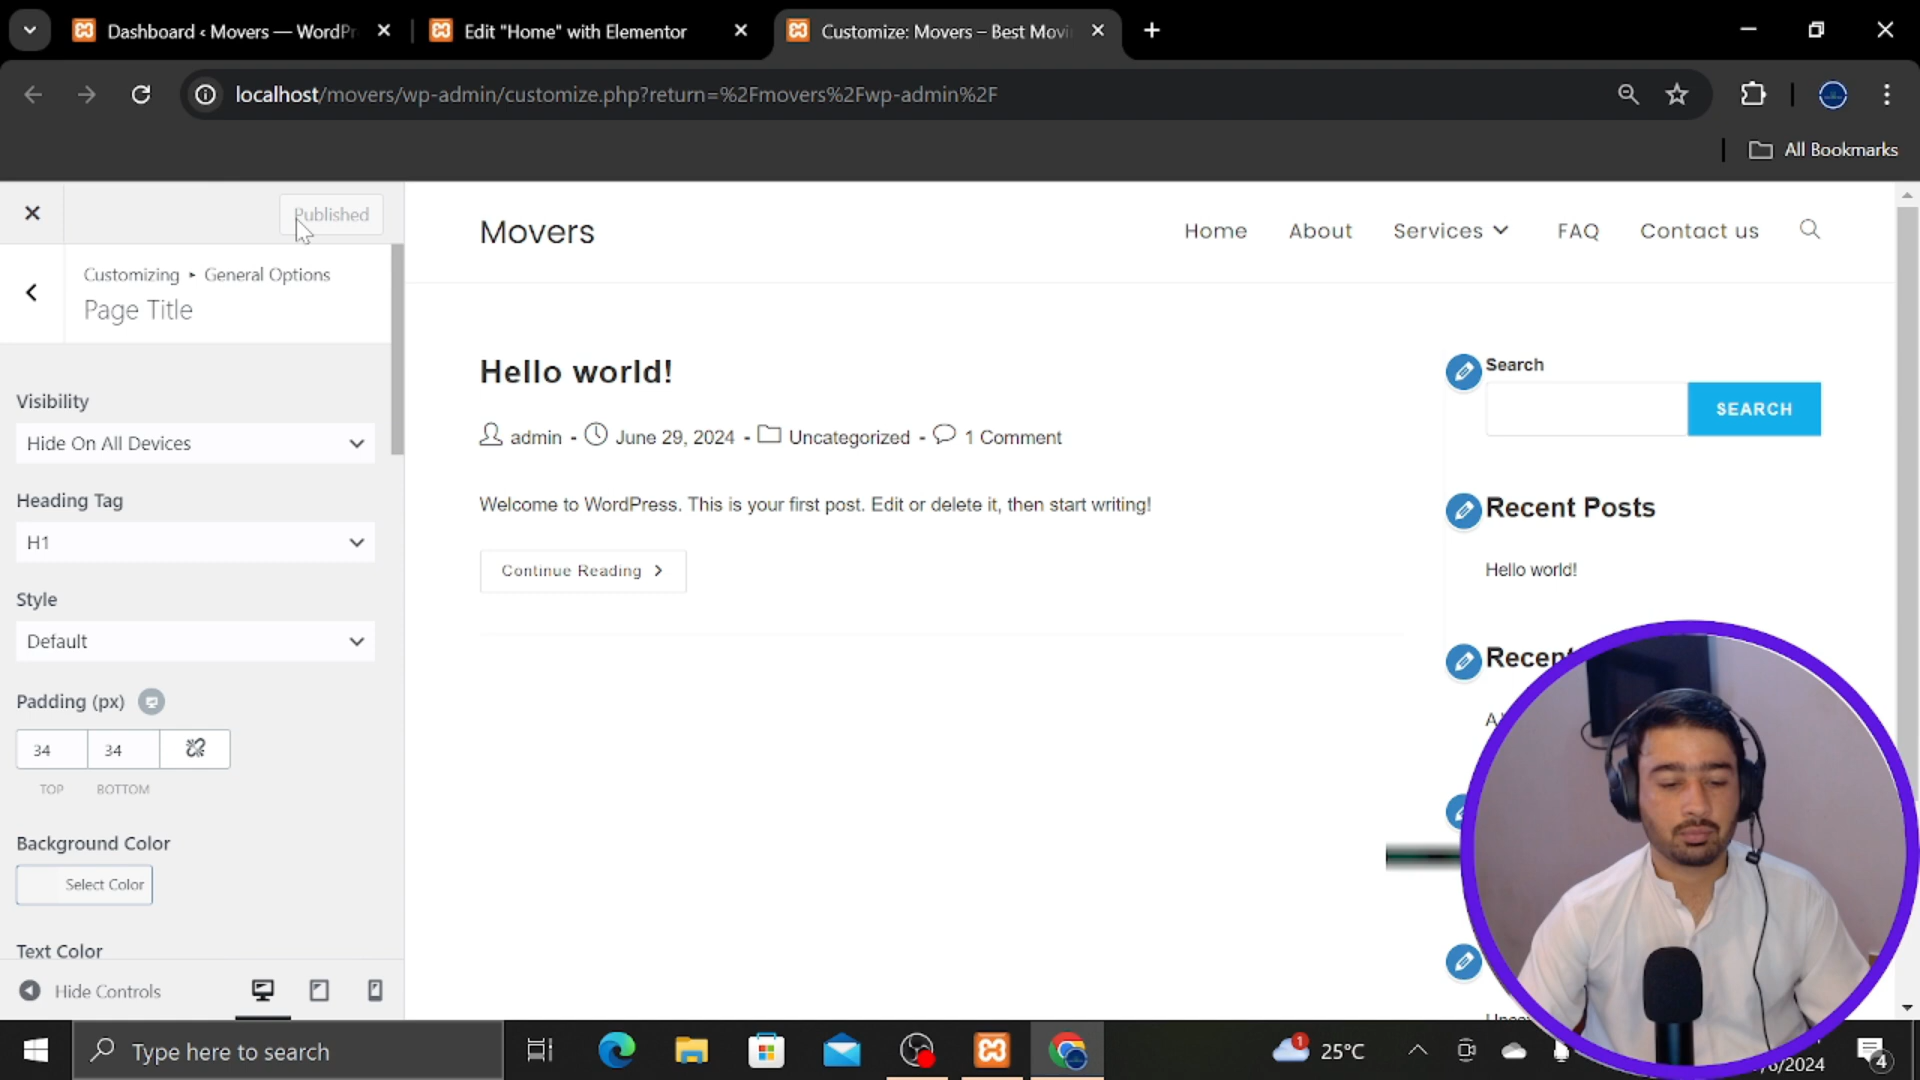 Dashboard ‹ Movers — WordPr
Edit "Home" with Elementor
Customize: Movers – Best Movi
localhost/movers/wp-admin/customize.php?return=%2Fmovers%2Fwp-admin%2F
All Bookmarks
Published
Customizing ▸ General Options
Page Title
Visibility
Hide On All Devices
Heading Tag
H1
Style
Default
Padding (px)
34 34
TOP BOTTOM
Background Color
Select Color
Text Color
Hide Controls
Movers
Home About Services FAQ Contact us
Hello world!
admin - June 29, 2024 - Uncategorized - 1 Comment
Welcome to WordPress. This is your first post. Edit or delete it, then start writing!
Continue Reading
Search
SEARCH
Recent Posts
Hello world!
Recent
Type here to search
1
25°C
/6/2024
4